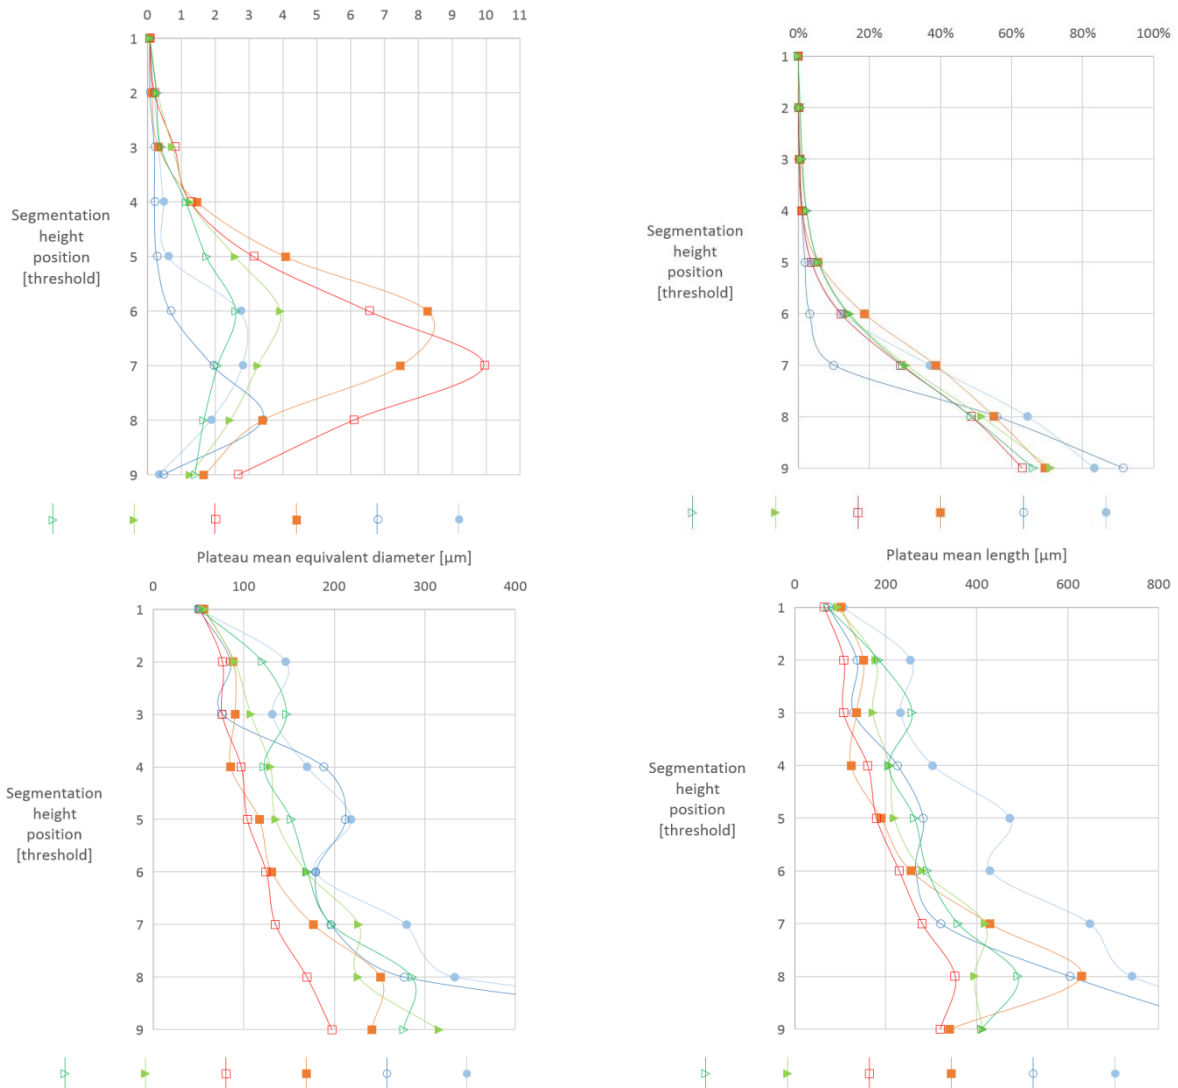 0 1 2 3 4 5 6 7 8 9 10 11
1
2
3
4
5
6
7
8
9
Segmentation
height
position
[threshold]
0% 20% 40% 60% 80% 100%
1
2
3
4
5
6
7
8
9
Segmentation
height
position
[threshold]
Plateau mean equivalent diameter [µm]
0 100 200 300 400
1
2
3
4
5
6
7
8
9
Segmentation
height
position
[threshold]
Plateau mean length [µm]
0 200 400 600 800
1
2
3
4
5
6
7
8
9
Segmentation
height
position
[threshold]